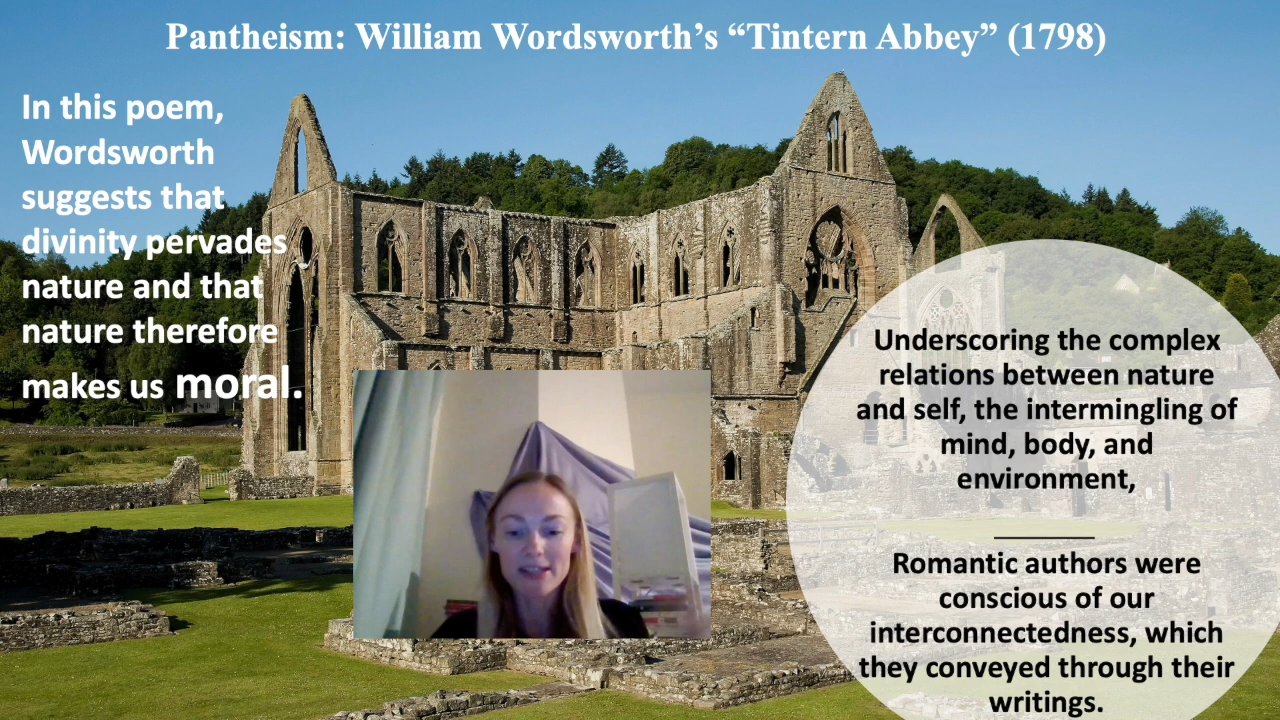 Pantheism: William Wordsworth’s “Tintern Abbey” (1798)
In this poem,
Wordsworth
suggests that
divinity pervades
nature and that
nature therefore
makes us moral.
Underscoring the complex
relations between nature
and self, the intermingling of
mind, body, and
environment,
Romantic authors were
conscious of our
interconnectedness, which
they conveyed through their
writings.